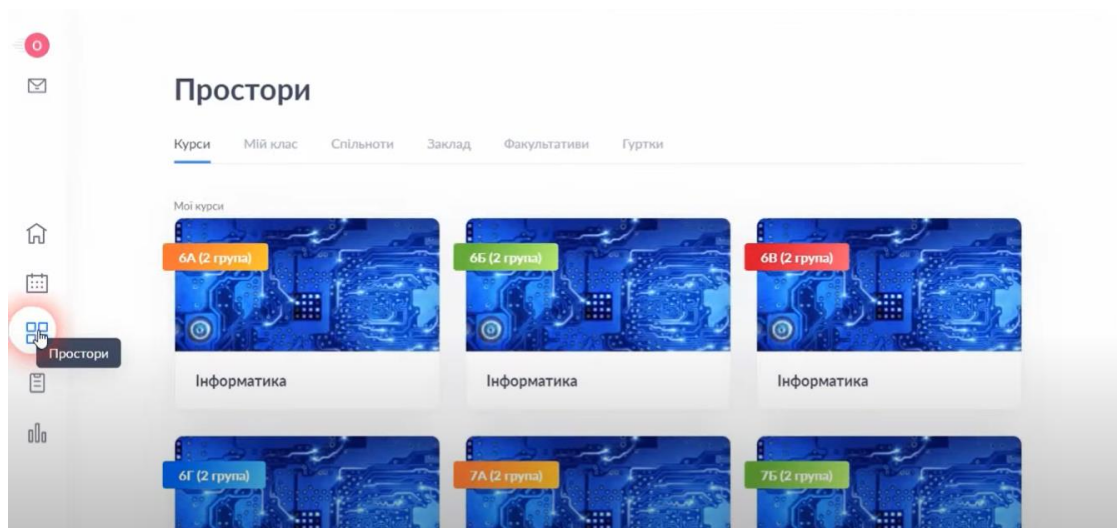 О
Простори
Курси Мій клас Спільноти Заклад Факультативи Гуртки
Мої курси
6А (2 група) 6Б (2 група) 6В (2 група)
Простори
Інформатика Інформатика Інформатика
6Г (2 група) 7А (2 група) 7Б (2 група)